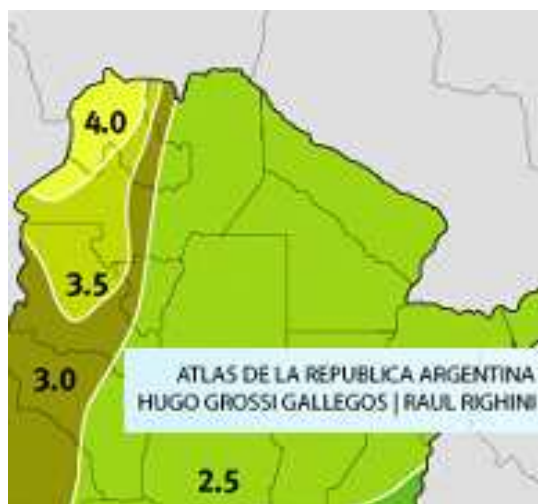 4.0
3.5
3.0
ATLAS DE LA REPUBLICA ARGENTINA
HUGO GROSSI GALLEGOS | RAUL RIGHINI
2.5